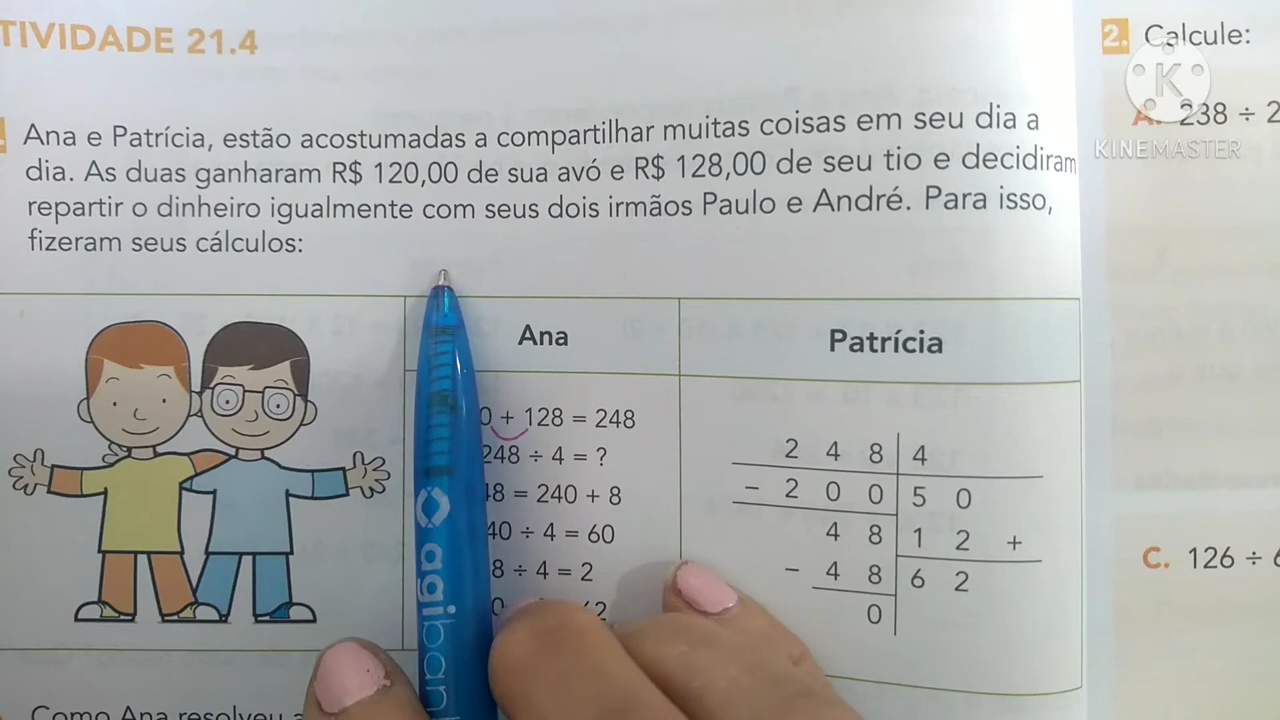 TIVIDADE 21.4
Ana e Patrícia, estão acostumadas a compartilhar muitas coisas em seu dia a
dia. As duas ganharam R$ 120,00 de sua avó e R$ 128,00 de seu tio e decidiram
repartir o dinheiro igualmente com seus dois irmãos Paulo e André. Para isso,
fizeram seus cálculos:
Ana
0 + 128 = 248
248 ÷ 4 = ?
48 = 240 + 8
40 ÷ 4 = 60
8 ÷ 4 = 2
Patrícia
2 4 8 4
- 2 0 0 5 0
4 8 1 2 +
- 4 8 6 2
0
Como Ana resolveu
agiban
2. Calcule:
A. 238 ÷ 2
C. 126 ÷ 6
K
KINEMASTER